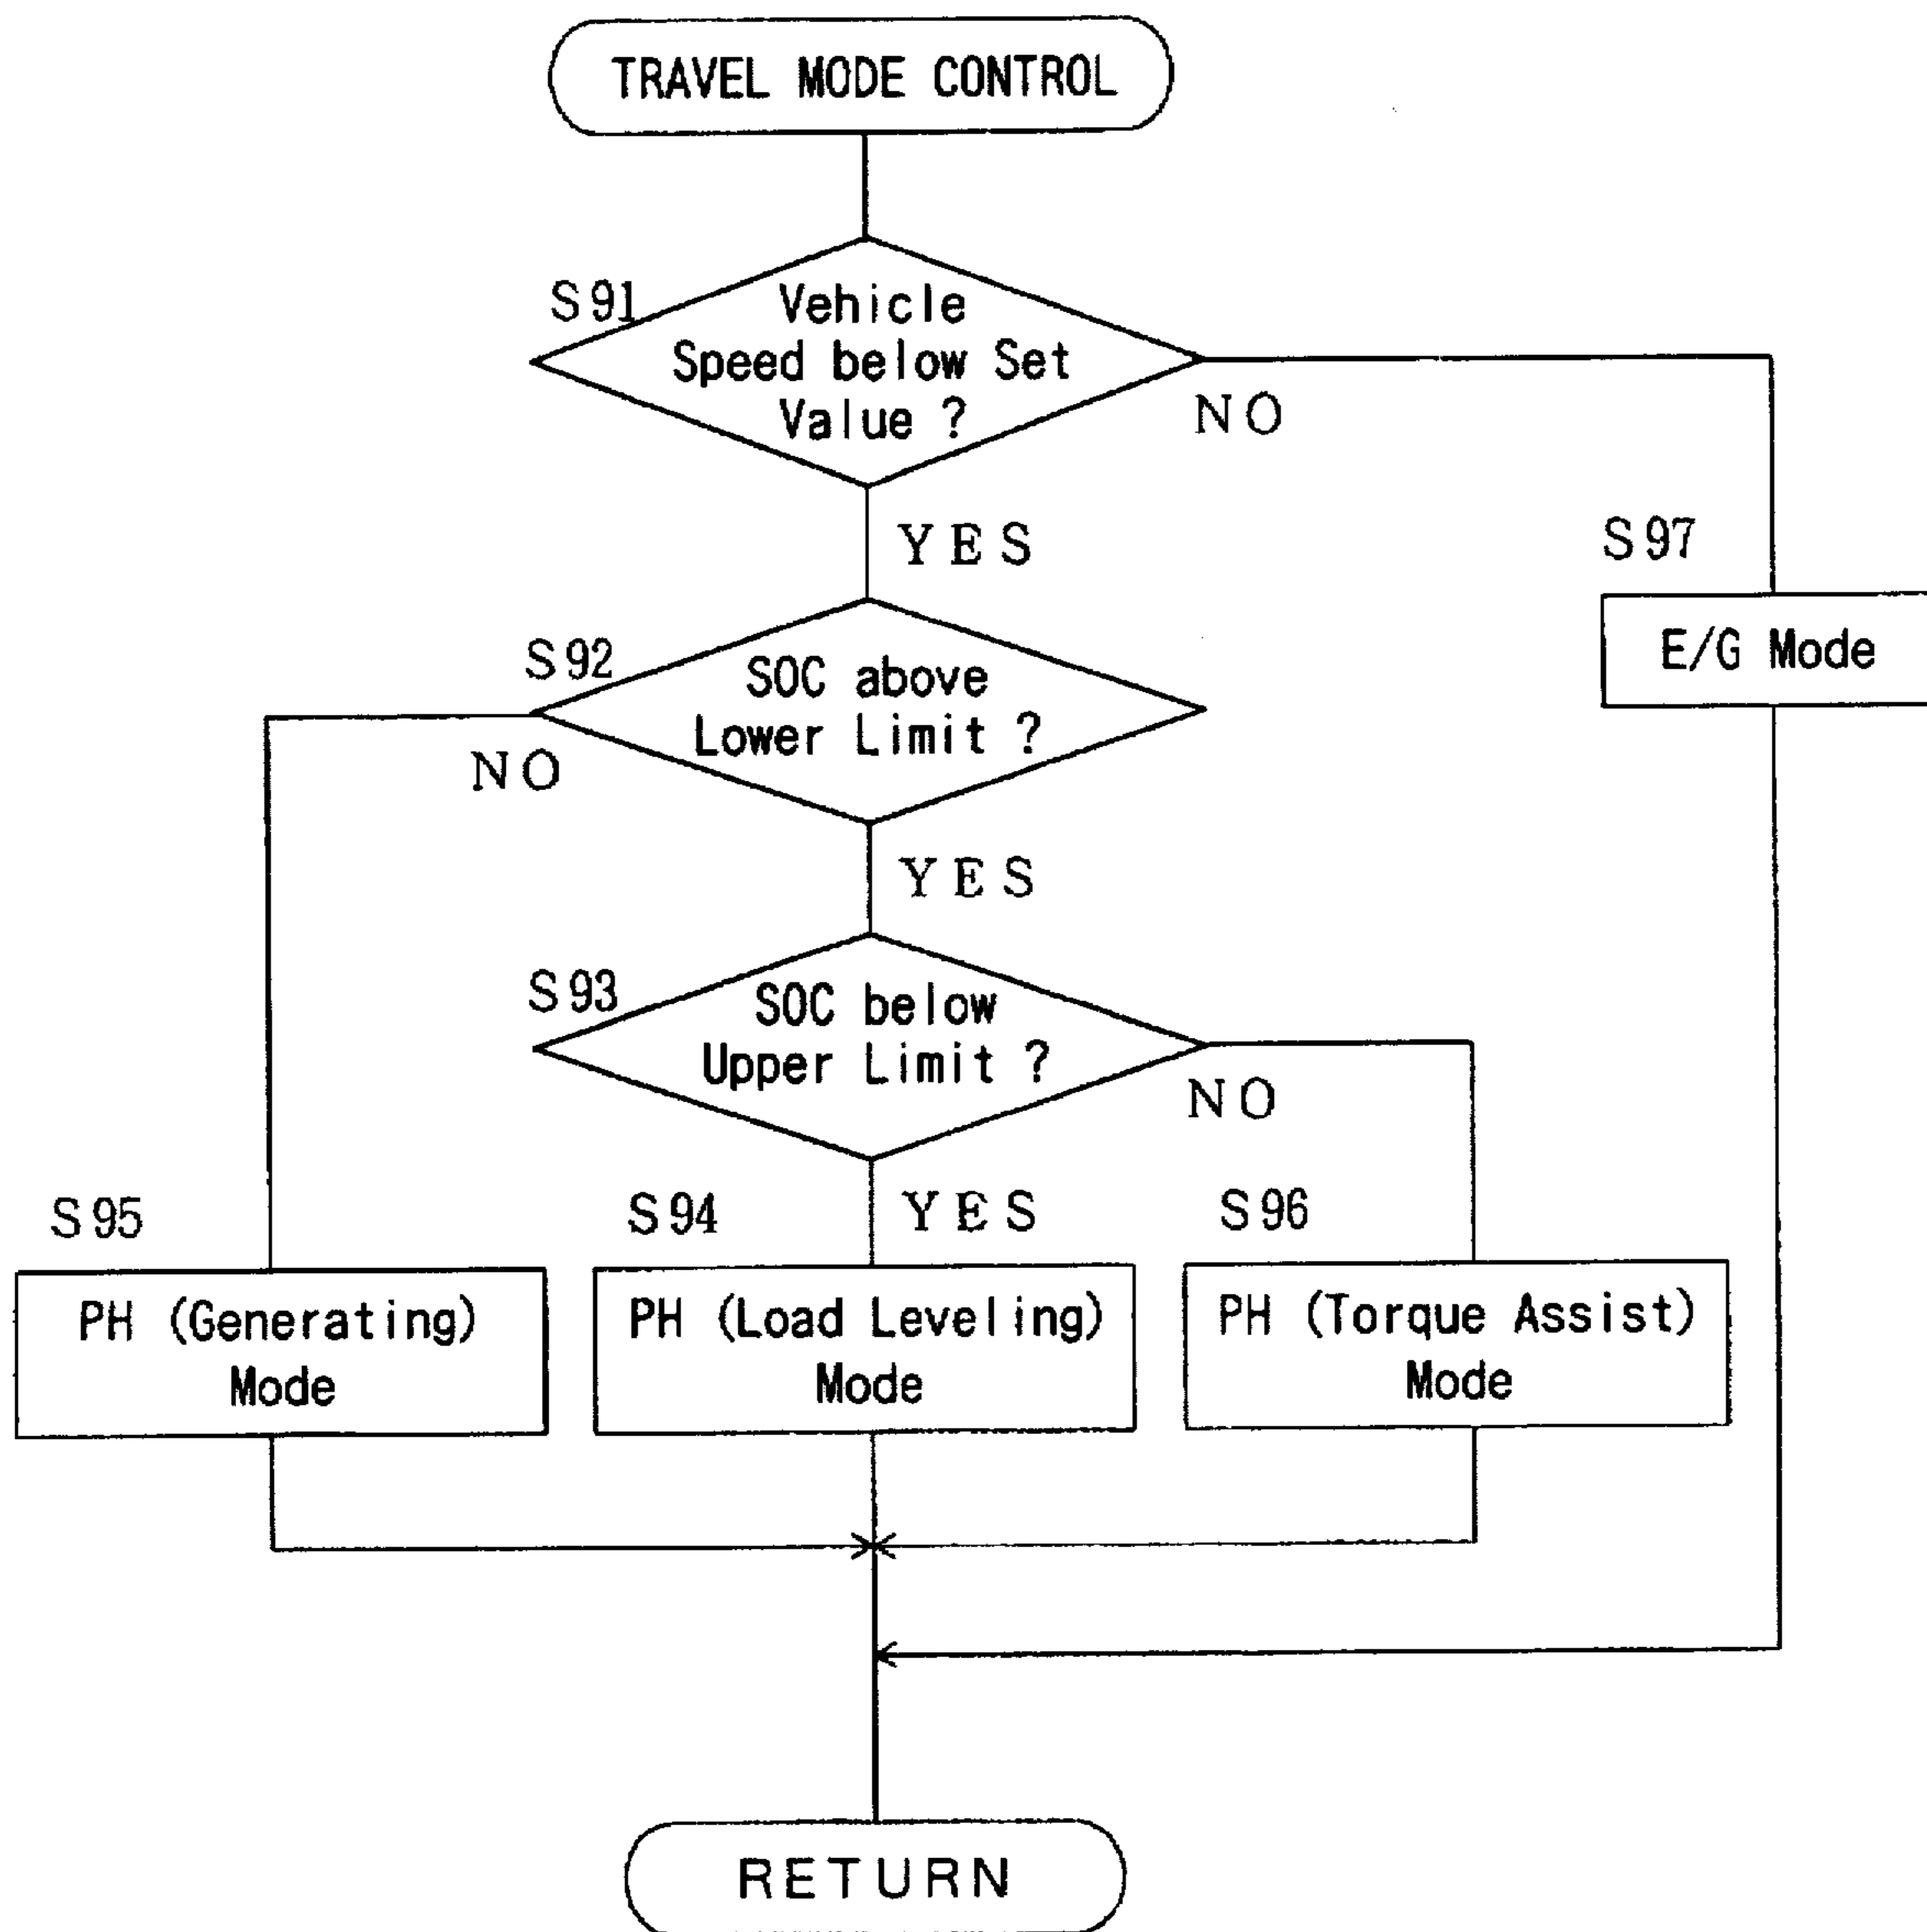 TRAVEL MODE CONTROL
S91
Vehicle
Speed below Set
Value ?
NO
YES
S97
E/G Mode
S92
SOC above
Lower Limit ?
NO
YES
S93
SOC below
Upper Limit ?
NO
YES
S95
S94
S96
PH (Generating)
Mode
PH (Load Leveling)
Mode
PH (Torque Assist)
Mode
RETURN